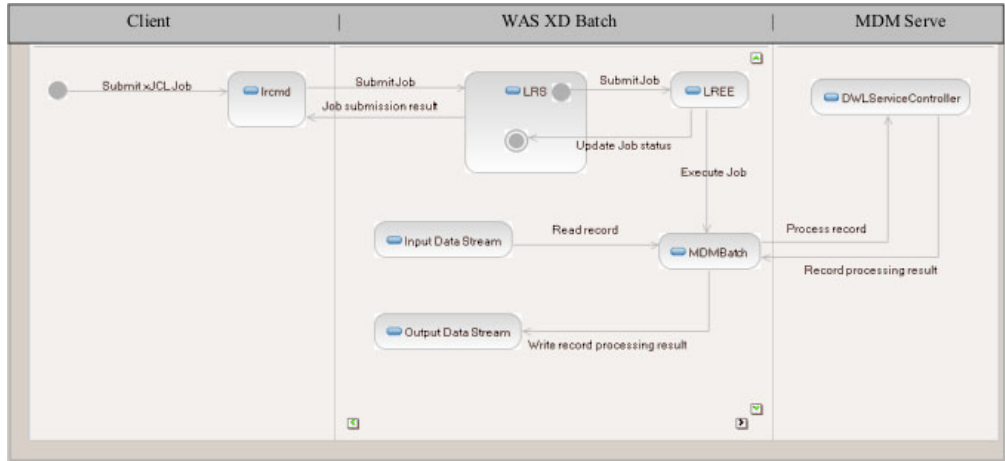 Client | WAS XD Batch | MDM Serve
Submit xJCL Job
lrcmd
SubmitJob
Job submission result
LRS
SubmitJob
LREE
Update Job status
Execute Job
DWLServiceController
Input Data Stream
Read record
MDMBatch
Process record
Record processing result
Output Data Stream
Write record processing result